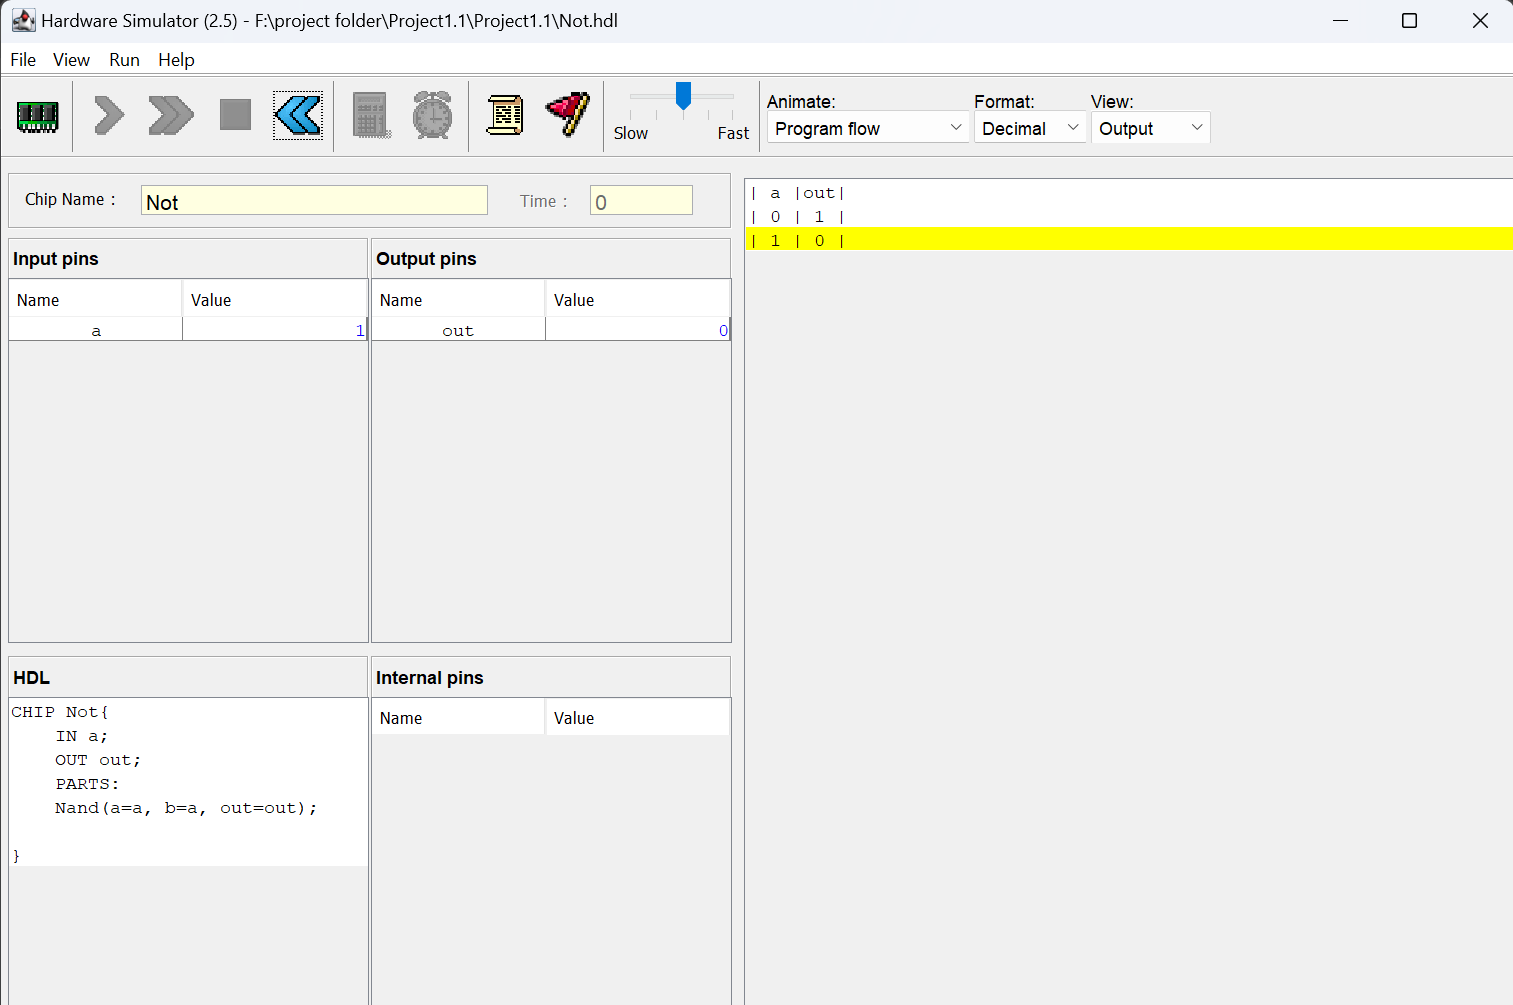 Hardware Simulator (2.5) - F:\project folder\Project1.1\Project1.1\Not.hdl
File View Run Help
Slow Fast
Animate: Format: View:
Program flow Decimal Output
Chip Name : Not Time : 0
Input pins Output pins
Name Value Name Value
a 1 out 0
HDL Internal pins
Name Value
CHIP Not{
    IN a;
    OUT out;
    PARTS:
    Nand(a=a, b=a, out=out);
}
| a |out|
| 0 | 1 |
| 1 | 0 |